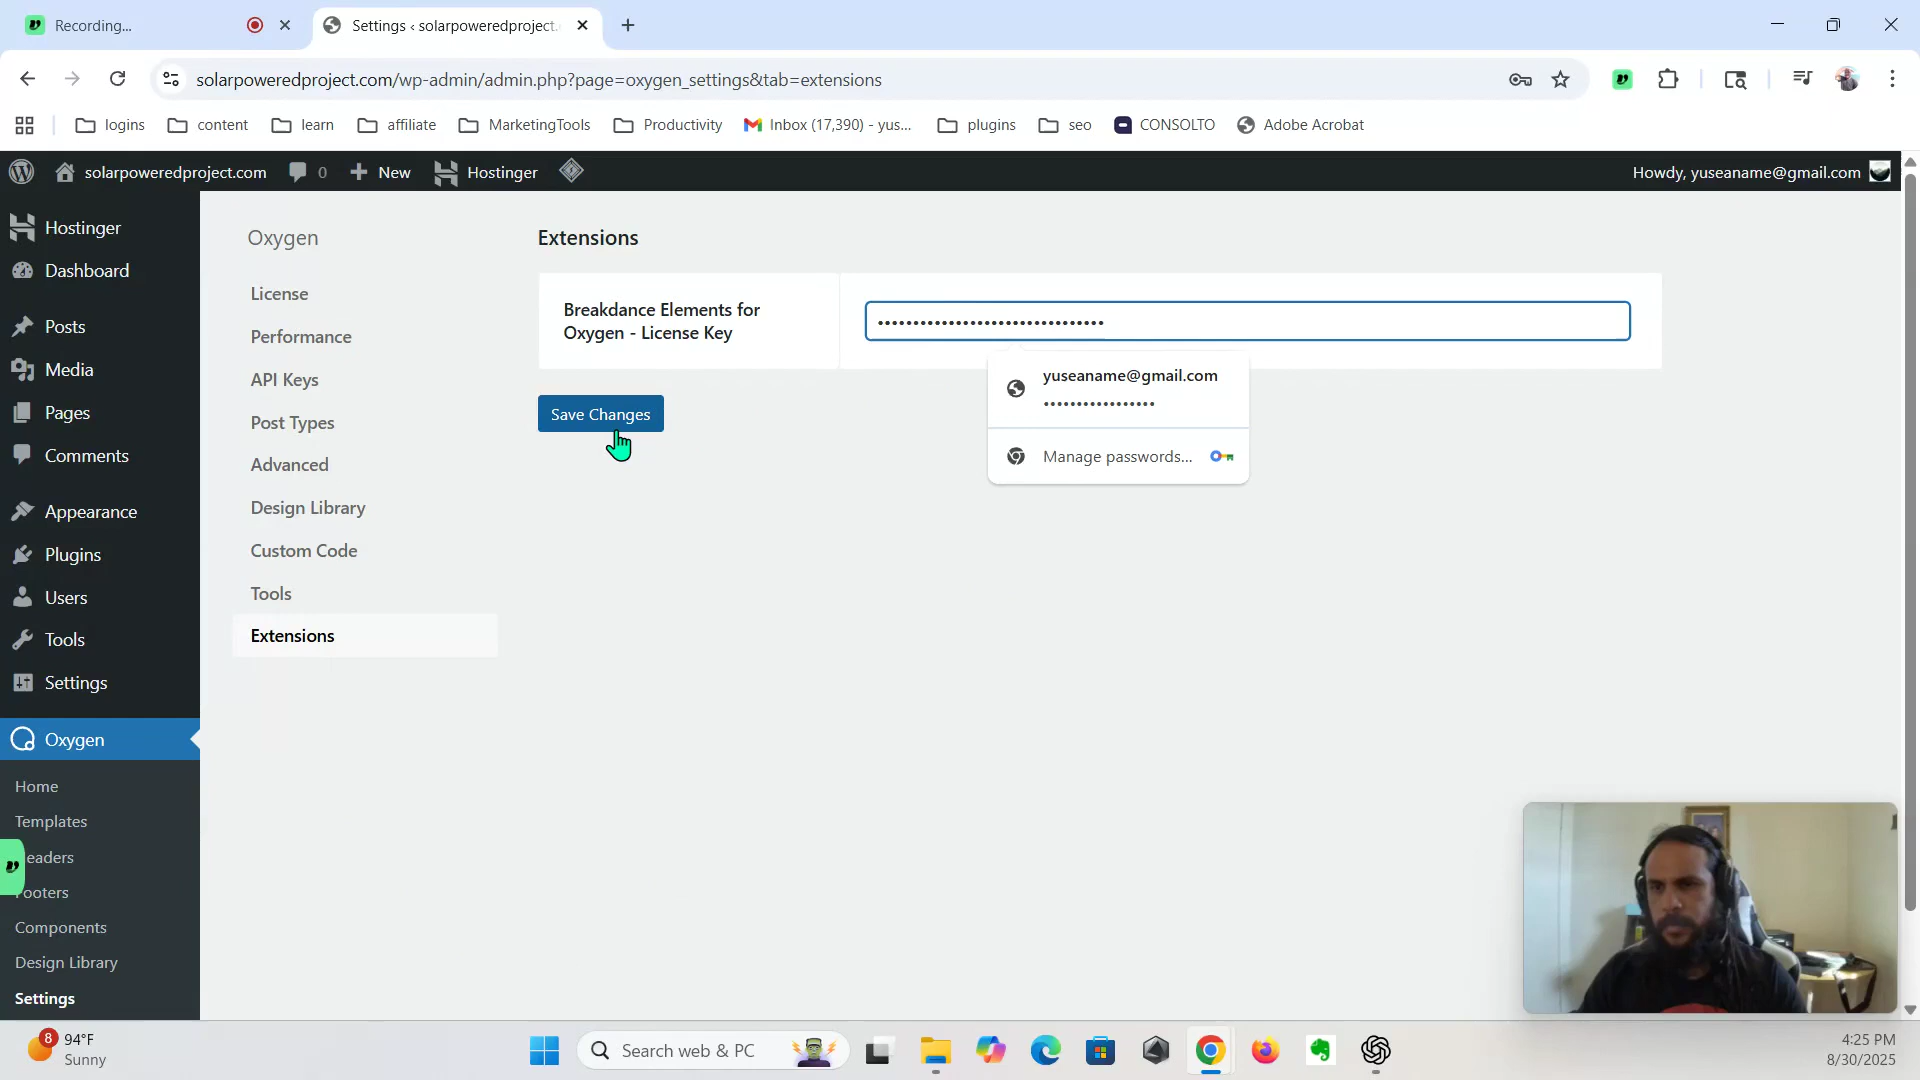 Recording...
Settings ‹ solarpoweredproject.
solarpoweredproject.com/wp-admin/admin.php?page=oxygen_settings&tab=extensions
logins
content
learn
affiliate
MarketingTools
Productivity
Inbox (17,390) - yus...
plugins
seo
CONSOLTO
Adobe Acrobat
solarpoweredproject.com
0
New
Hostinger
Howdy, yuseaname@gmail.com
Hostinger
Dashboard
Posts
Media
Pages
Comments
Appearance
Plugins
Users
Tools
Settings
Oxygen
Home
Templates
eaders
ooters
Components
Design Library
Settings
Oxygen
License
Performance
API Keys
Post Types
Advanced
Design Library
Custom Code
Tools
Extensions
Extensions
Breakdance Elements for
Oxygen - License Key
••••••••••••••••••••••••••••••••
yuseaname@gmail.com
•••••••••••••••••
Manage passwords...
Save Changes
8
94°F
Sunny
Search web & PC
4:25 PM
8/30/2025